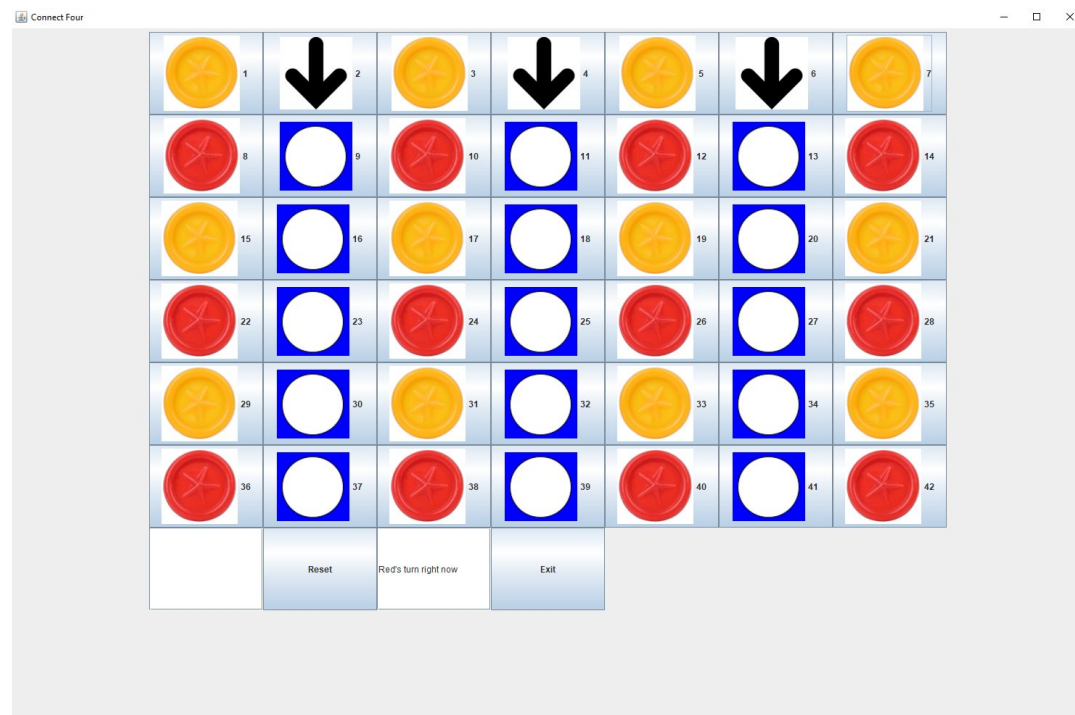 Connect Four
1 2 3 4 5 6 7
8 9 10 11 12 13 14
15 16 17 18 19 20 21
22 23 24 25 26 27 28
29 30 31 32 33 34 35
36 37 38 39 40 41 42
Reset Red's turn right now Exit